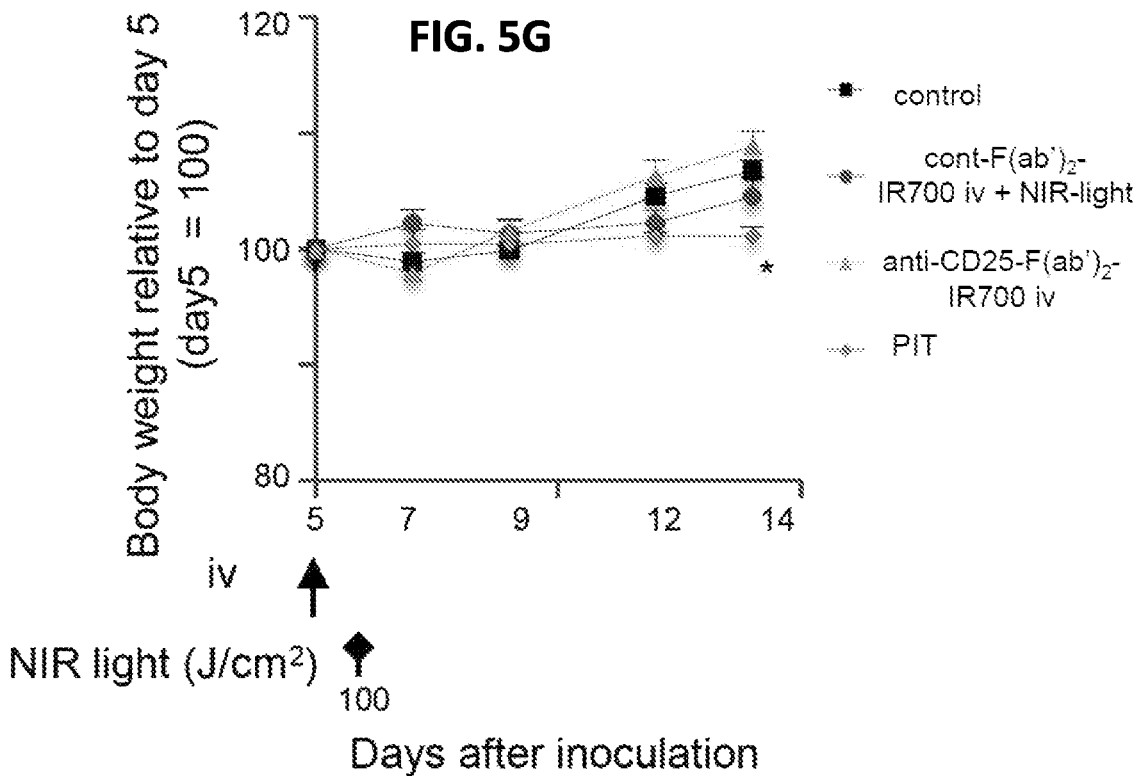 FIG. 5G
Body weight relative to day 5
(day5 = 100)
120
100
80
5 7 9 12 14
*
control
cont-F(ab`)₂-
IR700 iv + NIR-light
anti-CD25-F(ab`)₂-
IR700 iv
PIT
iv
NIR light (J/cm²)
100
Days after inoculation